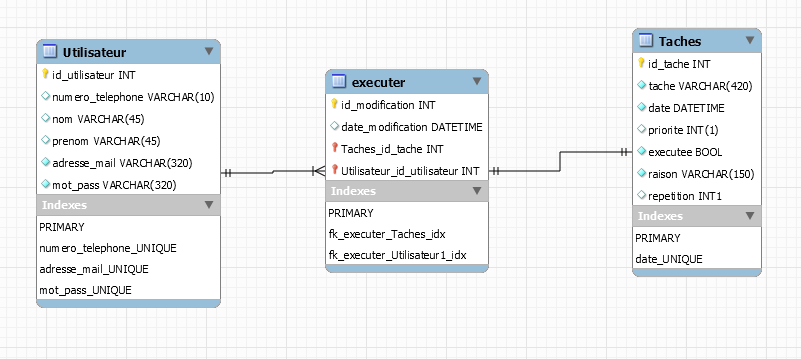 Utilisateur
id_utilisateur INT
numero_telephone VARCHAR(10)
nom VARCHAR(45)
prenom VARCHAR(45)
adresse_mail VARCHAR(320)
mot_pass VARCHAR(320)
Indexes
PRIMARY
numero_telephone_UNIQUE
adresse_mail_UNIQUE
mot_pass_UNIQUE
executer
id_modification INT
date_modification DATETIME
Taches_id_tache INT
Utilisateur_id_utilisateur INT
Indexes
PRIMARY
fk_executer_Taches_idx
fk_executer_Utilisateur1_idx
Taches
id_tache INT
tache VARCHAR(420)
date DATETIME
priorite INT(1)
executee BOOL
raison VARCHAR(150)
repetition INT1
Indexes
PRIMARY
date_UNIQUE